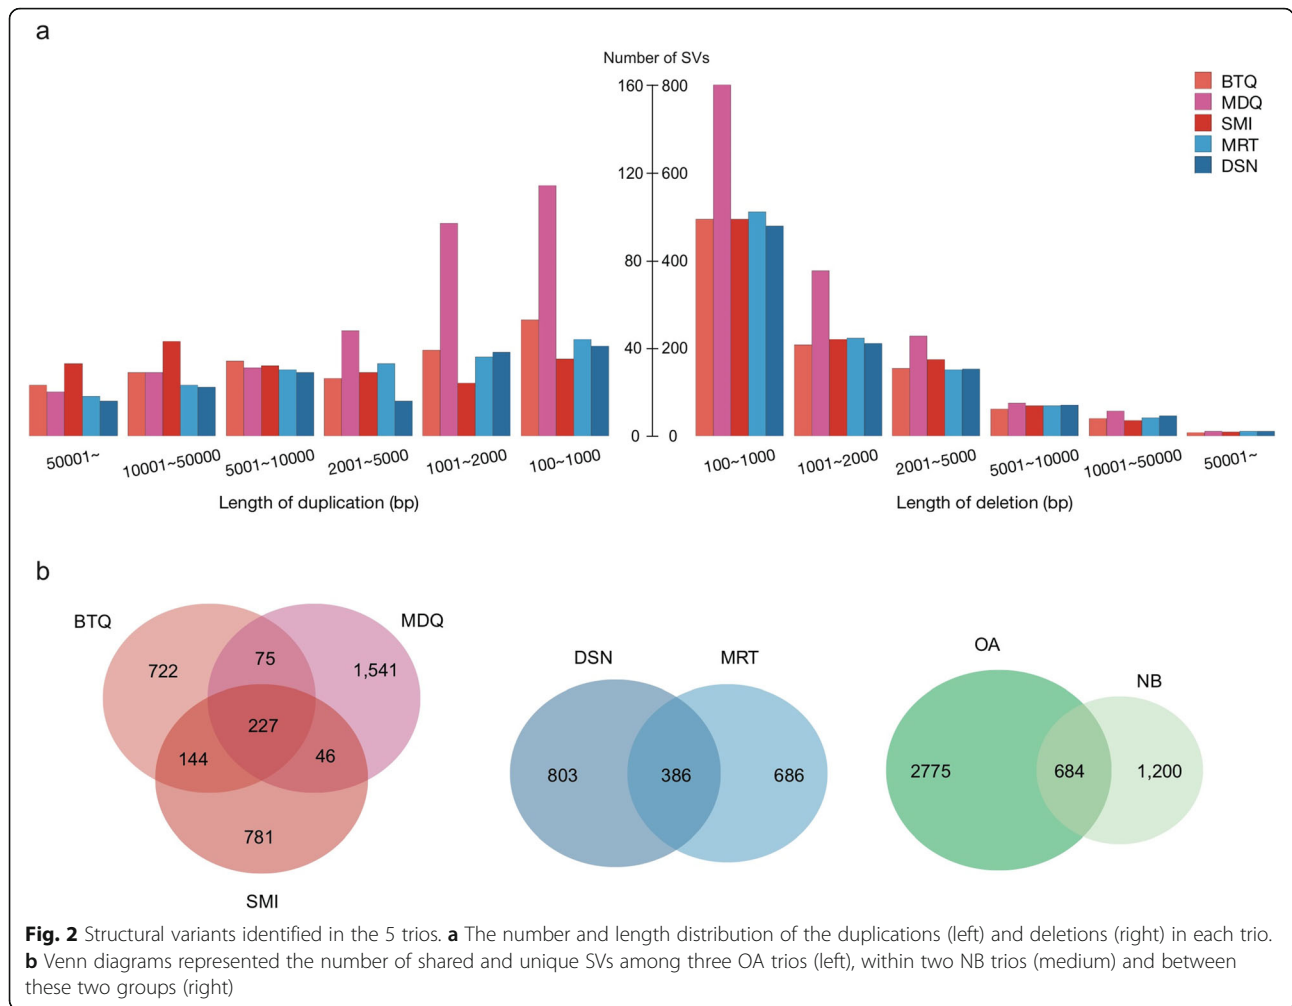 a
Number of SVs
160 800
120 600
80 400
40 200
0 0
BTQ
MDQ
SMI
MRT
DSN
50001~ 10001~50000 5001~10000 2001~5000 1001~2000 100~1000
100~1000 1001~2000 2001~5000 5001~10000 10001~50000 50001~
Length of duplication (bp)
Length of deletion (bp)
b
BTQ
MDQ
722
75
1,541
227
144
46
781
SMI
DSN
MRT
803
386
686
OA
NB
2775
684
1,200
Fig. 2 Structural variants identified in the 5 trios. a The number and length distribution of the duplications (left) and deletions (right) in each trio.
b Venn diagrams represented the number of shared and unique SVs among three OA trios (left), within two NB trios (medium) and between
these two groups (right)